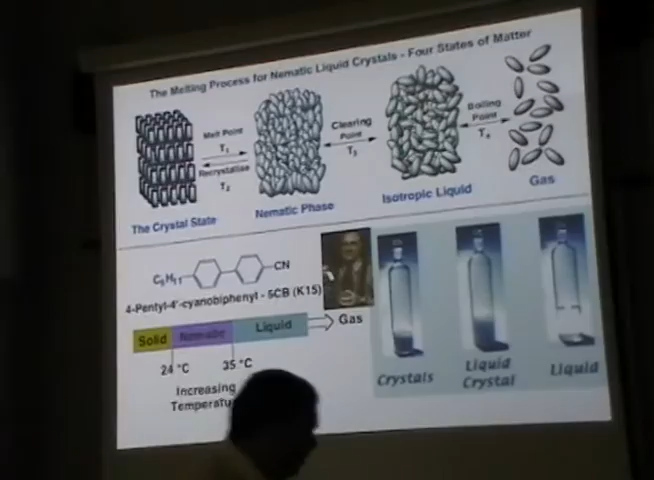 The Melting Process for Nematic Liquid Crystals - Four States of Matter
Melt Point
T1
Recrystallise
T2
Clearing
Point
T3
Boiling
Point
T4
The Crystal State
Nematic Phase
Isotropic Liquid
Gas
C5H11
CN
4-Pentyl-4'-cyanobiphenyl - 5CB (K15)
Solid
Nematic
Liquid
Gas
24 °C
35 °C
Increasing
Temperature
Crystals
Liquid
Crystal
Liquid